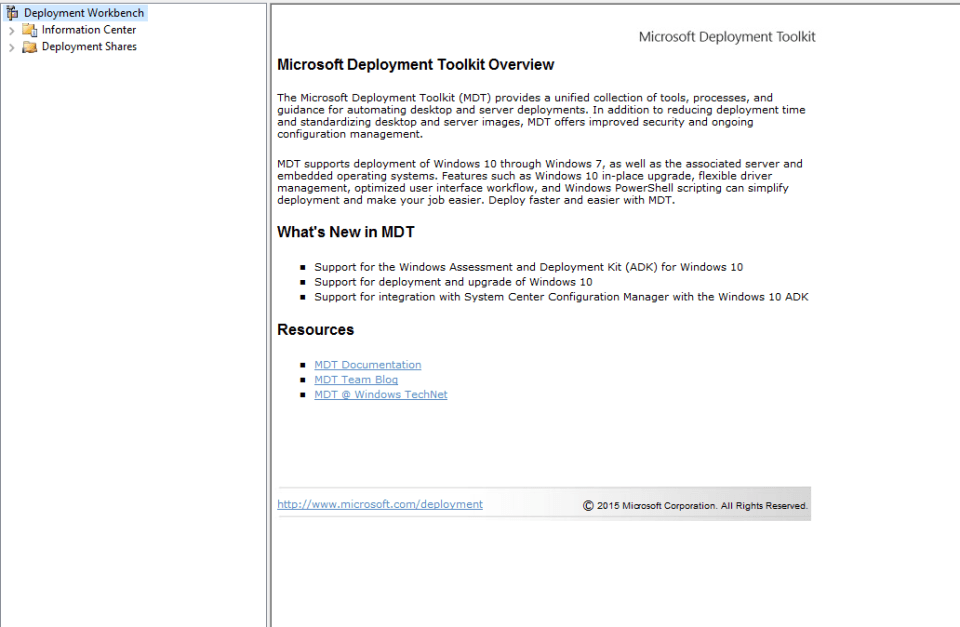 Deployment Workbench
Information Center
Deployment Shares
Microsoft Deployment Toolkit
Microsoft Deployment Toolkit Overview
The Microsoft Deployment Toolkit (MDT) provides a unified collection of tools, processes, and
guidance for automating desktop and server deployments. In addition to reducing deployment time
and standardizing desktop and server images, MDT offers improved security and ongoing
configuration management.
MDT supports deployment of Windows 10 through Windows 7, as well as the associated server and
embedded operating systems. Features such as Windows 10 in-place upgrade, flexible driver
management, optimized user interface workflow, and Windows PowerShell scripting can simplify
deployment and make your job easier. Deploy faster and easier with MDT.
What's New in MDT
Support for the Windows Assessment and Deployment Kit (ADK) for Windows 10
Support for deployment and upgrade of Windows 10
Support for integration with System Center Configuration Manager with the Windows 10 ADK
Resources
MDT Documentation
MDT Team Blog
MDT @ Windows TechNet
http://www.microsoft.com/deployment
© 2015 Microsoft Corporation. All Rights Reserved.